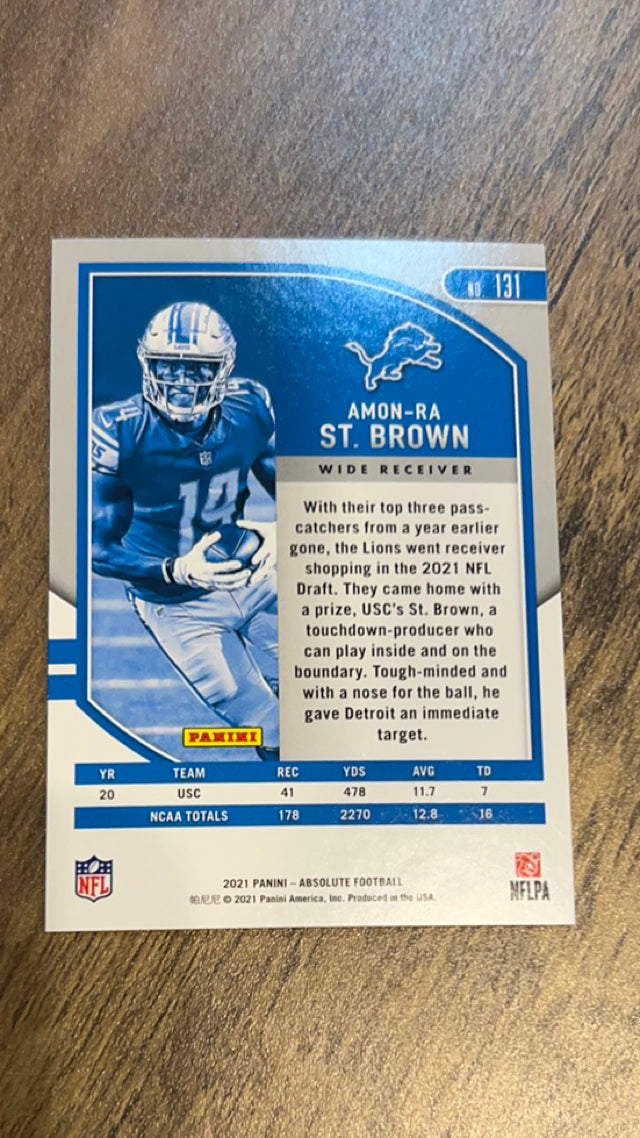 NO. 131
AMON-RA
ST. BROWN
WIDE RECEIVER
14
With their top three pass-
catchers from a year earlier
gone, the Lions went receiver
shopping in the 2021 NFL
Draft. They came home with
a prize, USC's St. Brown, a
touchdown-producer who
can play inside and on the
boundary. Tough-minded and
with a nose for the ball, he
gave Detroit an immediate
target.
PANINI
YR TEAM REC YDS AVG TD
20 USC 41 478 11.7 7
NCAA TOTALS 178 2270 12.8 16
NFL
2021 PANINI – ABSOLUTE FOOTBALL
帕尼尼 © 2021 Panini America, Inc. Produced in the USA.
NFLPA